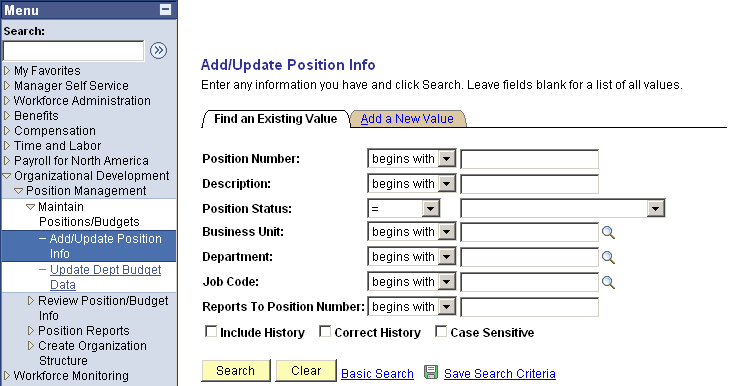 Menu
Search:
My Favorites
Manager Self Service
Workforce Administration
Benefits
Compensation
Time and Labor
Payroll for North America
Organizational Development
Position Management
Maintain
Positions/Budgets
Add/Update Position
Info
Update Dept Budget
Data
Review Position/Budget
Info
Position Reports
Create Organization
Structure
Workforce Monitoring
Add/Update Position Info
Enter any information you have and click Search. Leave fields blank for a list of all values.
Find an Existing Value Add a New Value
Position Number: begins with
Description: begins with
Position Status: =
Business Unit: begins with
Department: begins with
Job Code: begins with
Reports To Position Number: begins with
Include History Correct History Case Sensitive
Search Clear Basic Search Save Search Criteria